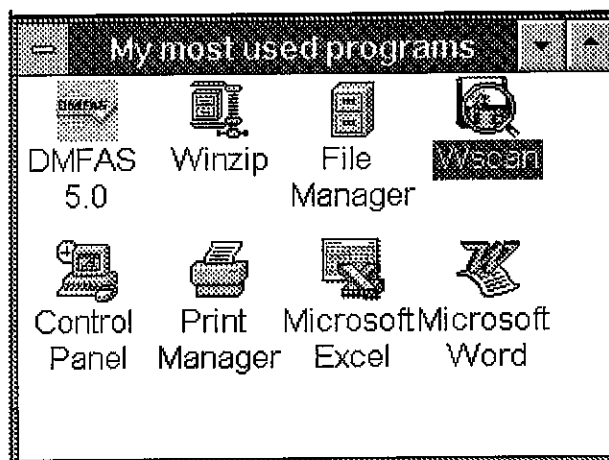 My most used programs
DMFAS
DMFAS Winzip File Wscan
5.0 Manager
Control Print Microsoft Microsoft
Panel Manager Excel Word